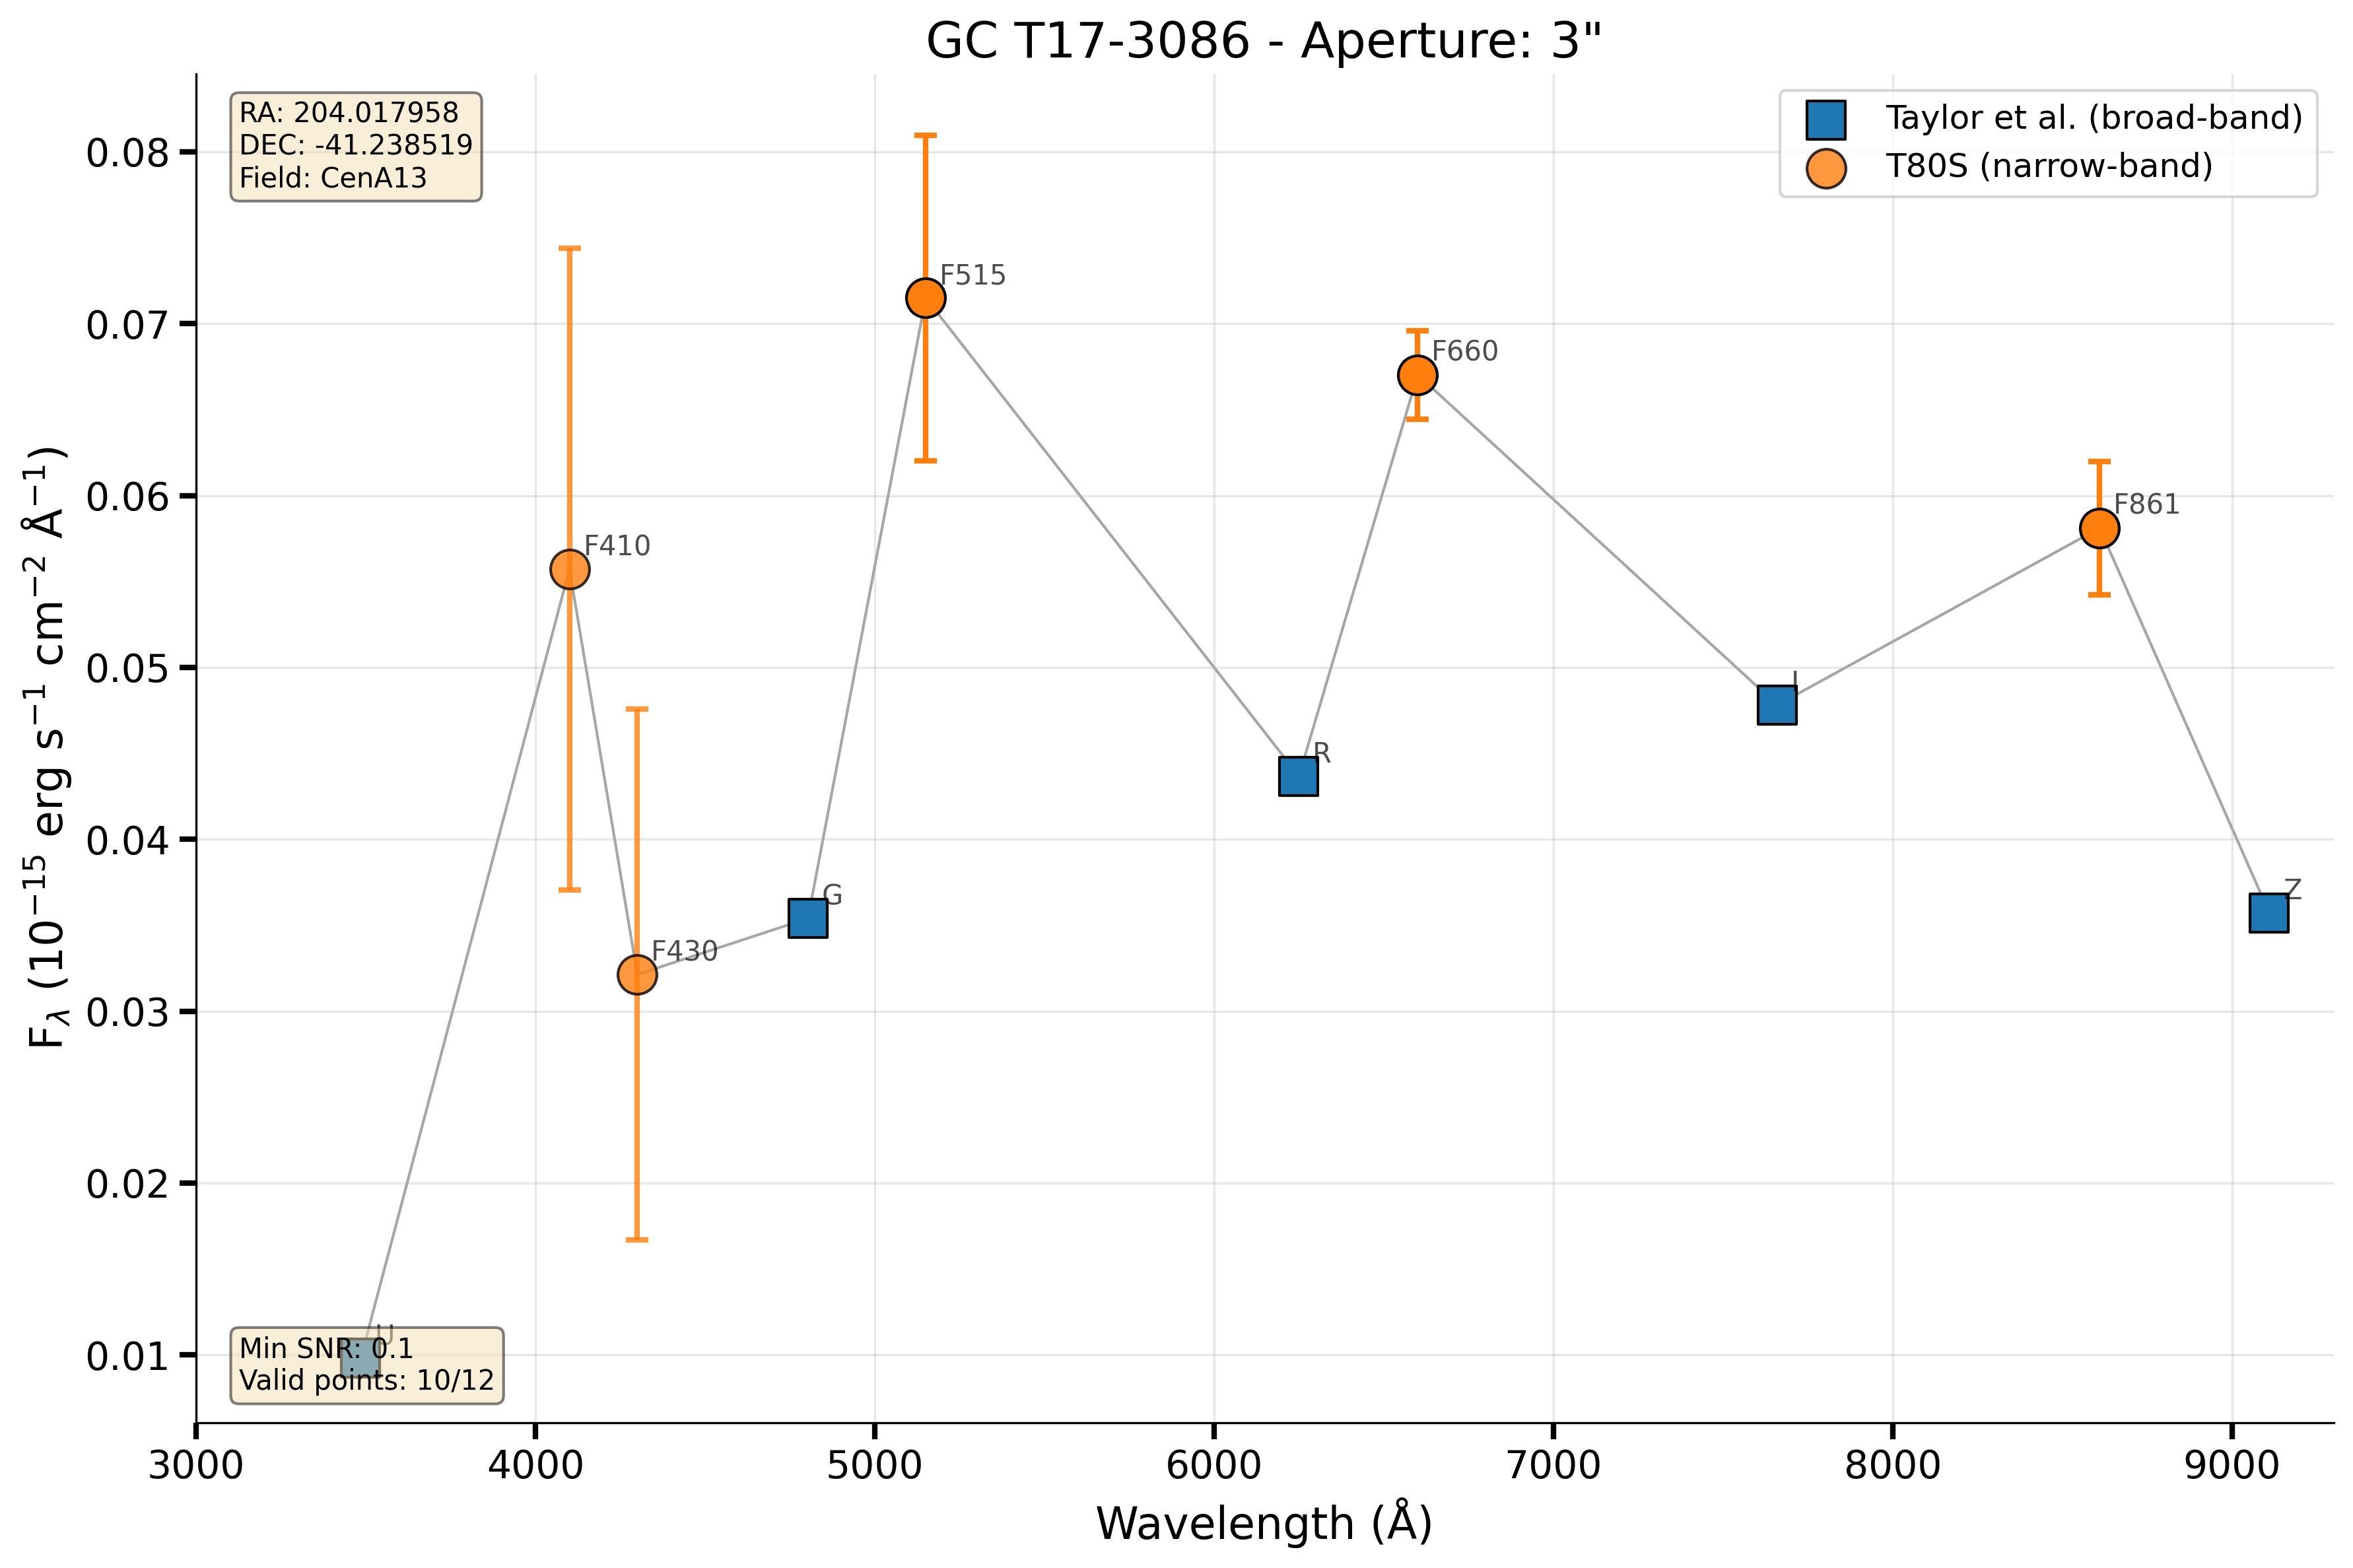 GC T17-3086 - Aperture: 3"
RA: 204.017958
DEC: -41.238519
Field: CenA13
Taylor et al. (broad-band)
T80S (narrow-band)
0.08
0.07
0.06
0.05
0.04
0.03
0.02
0.01
F515
F660
F861
F410
I
R
G
Z
F430
U
Min SNR: 0.1
Valid points: 10/12
3000 4000 5000 6000 7000 8000 9000
Wavelength (Å)
F_λ (10⁻¹⁵ erg s⁻¹ cm⁻² Å⁻¹)